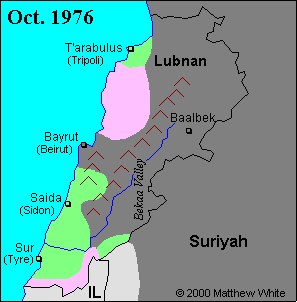 Oct. 1976
T'arabulus
(Tripoli)
Lubnan
Baalbek
Bayrut
(Beirut)
Bekaa Valley
Saida
(Sidon)
Suriyah
Sur
(Tyre)
IL
© 2000 Matthew White